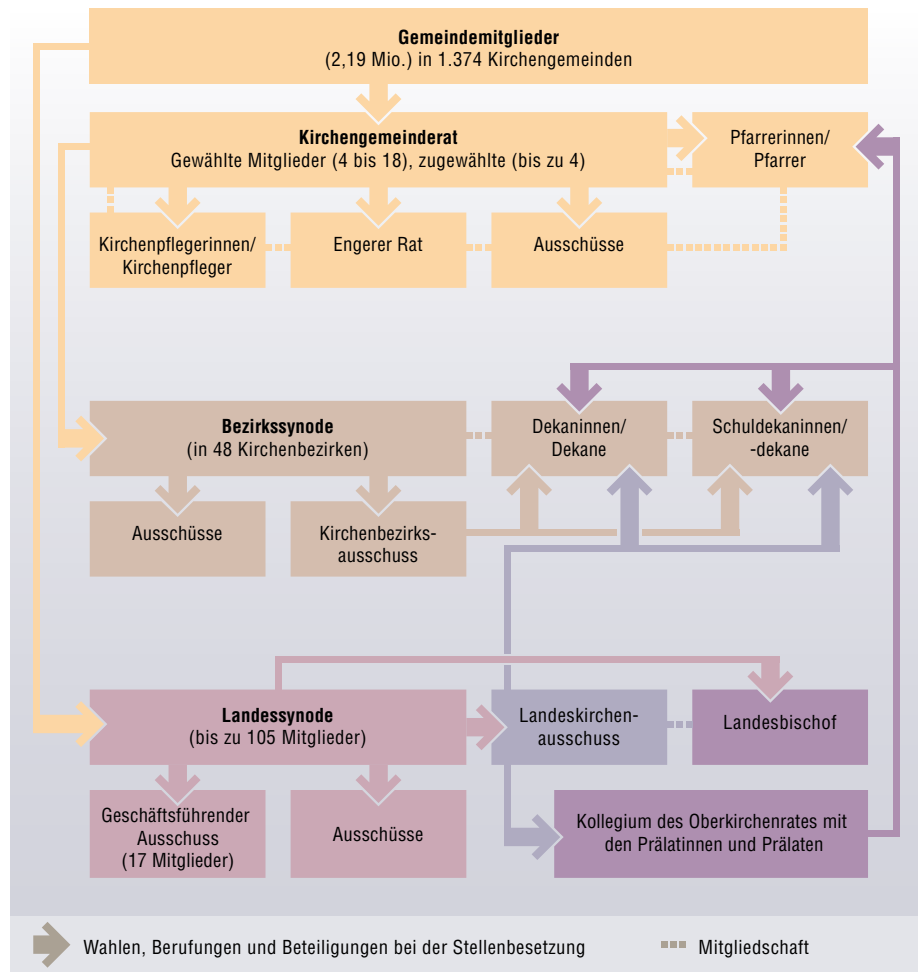 Gemeindemitglieder
(2,19 Mio.) in 1.374 Kirchengemeinden
Kirchengemeinderat
Gewählte Mitglieder (4 bis 18), zugewählte (bis zu 4)
Pfarrerinnen/
Pfarrer
Kirchenpflegerinnen/
Kirchenpfleger
Engerer Rat
Ausschüsse
Bezirkssynode
(in 48 Kirchenbezirken)
Dekaninnen/
Dekane
Schuldekaninnen/
-dekane
Ausschüsse
Kirchenbezirks-
ausschuss
Landessynode
(bis zu 105 Mitglieder)
Landeskirchen-
ausschuss
Landesbischof
Geschäftsführender
Ausschuss
(17 Mitglieder)
Ausschüsse
Kollegium des Oberkirchenrates mit
den Prälatinnen und Prälaten
Wahlen, Berufungen und Beteiligungen bei der Stellenbesetzung
Mitgliedschaft